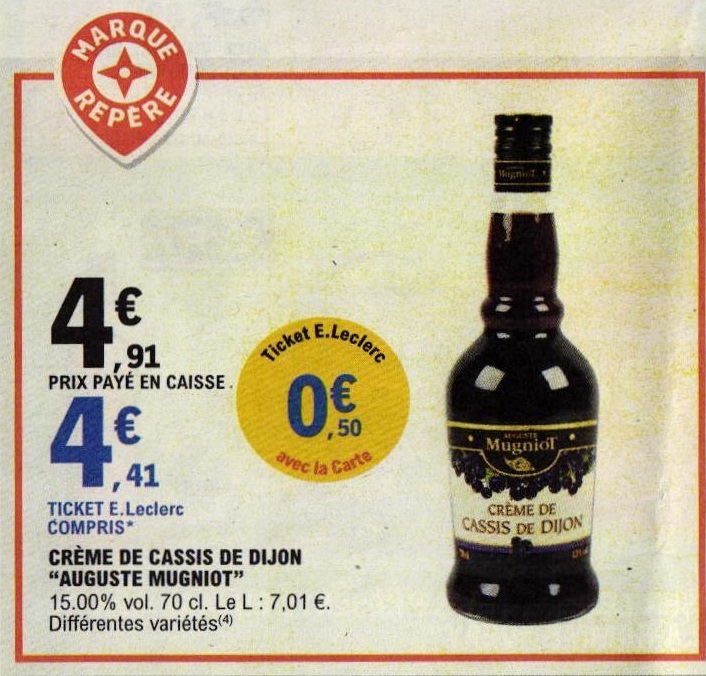 MARQUE
REPÈRE
4€,91
PRIX PAYÉ EN CAISSE.
4€,41
TICKET E.Leclerc
COMPRIS*
Ticket E.Leclerc
0€,50
avec la Carte
CRÈME DE CASSIS DE DIJON
“AUGUSTE MUGNIOT”
15.00% vol. 70 cl. Le L : 7,01 €.
Différentes variétés(4)
Mugniot
AUGUSTE
Mugniot
CRÈME DE
CASSIS DE DIJON